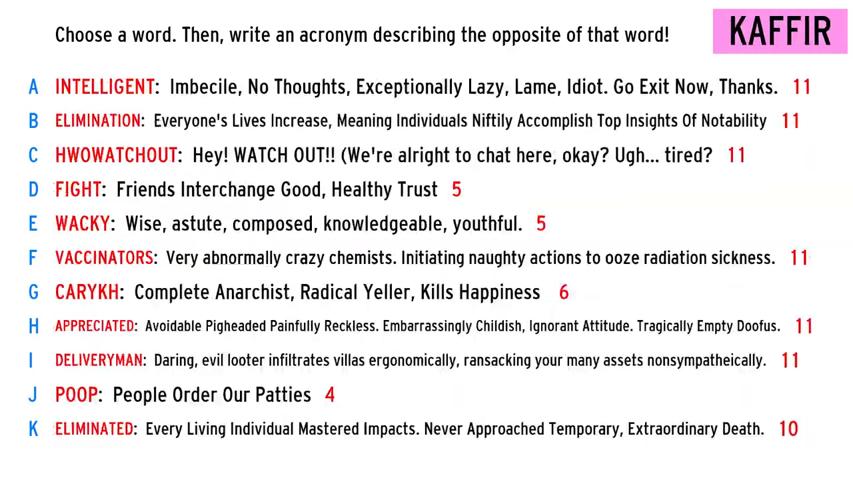 Choose a word. Then, write an acronym describing the opposite of that word!
KAFFIR
A INTELLIGENT: Imbecile, No Thoughts, Exceptionally Lazy, Lame, Idiot. Go Exit Now, Thanks. 11
B ELIMINATION: Everyone's Lives Increase, Meaning Individuals Niftily Accomplish Top Insights Of Notability 11
C HWOWATCHOUT: Hey! WATCH OUT!! (We're alright to chat here, okay? Ugh... tired? 11
D FIGHT: Friends Interchange Good, Healthy Trust 5
E WACKY: Wise, astute, composed, knowledgeable, youthful. 5
F VACCINATORS: Very abnormally crazy chemists. Initiating naughty actions to ooze radiation sickness. 11
G CARYKH: Complete Anarchist, Radical Yeller, Kills Happiness 6
H APPRECIATED: Avoidable Pigheaded Painfully Reckless. Embarrassingly Childish, Ignorant Attitude. Tragically Empty Doofus. 11
I DELIVERYMAN: Daring, evil looter infiltrates villas ergonomically, ransacking your many assets nonsympatheically. 11
J POOP: People Order Our Patties 4
K ELIMINATED: Every Living Individual Mastered Impacts. Never Approached Temporary, Extraordinary Death. 10